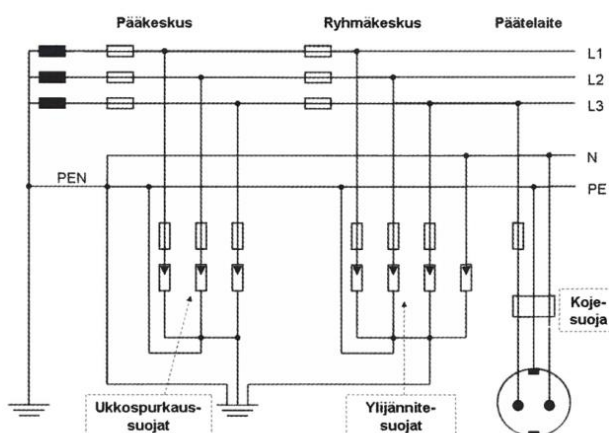 Pääkeskus
Ryhmäkeskus
Päätelaite
L1
L2
L3
N
PEN
PE
Koje-
suoja
Ukkospurkaus-
suojat
Ylijännite-
suojat